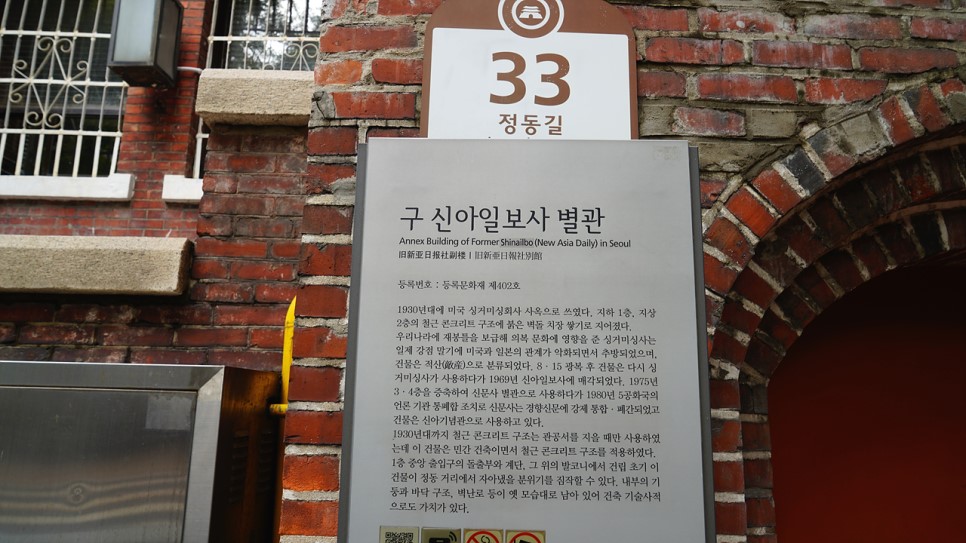 33
정동길
구 신아일보사 별관
Annex Building of Former Shinailbo (New Asia Daily) in Seoul
旧新亚日报社副楼 | 旧新亜日報社別館
등록번호 : 등록문화재 제402호
1930년대에 미국 싱거미싱회사 사옥으로 쓰였다. 지하 1층, 지상
2층의 철근 콘크리트 구조에 붉은 벽돌 치장 쌓기로 지어졌다.
우리나라에 재봉틀을 보급해 의복 문화에 영향을 준 싱거미싱사는
일제 강점 말기에 미국과 일본의 관계가 악화되면서 추방되었으며,
건물은 적산(敵産)으로 분류되었다. 8 · 15 광복 후 건물은 다시 싱
거미싱사가 사용하다가 1969년 신아일보사에 매각되었다. 1975년
3 · 4층을 증축하여 신문사 별관으로 사용하다가 1980년 5공화국의
언론 기관 통폐합 조치로 신문사는 경향신문에 강제 통합 · 폐간되었고
건물은 신아기념관으로 사용하고 있다.
1930년대까지 철근 콘크리트 구조는 관공서를 지을 때만 사용하였
는데 이 건물은 민간 건축이면서 철근 콘크리트 구조를 적용하였다.
1층 중앙 출입구의 돌출부와 계단, 그 위의 발코니에서 건립 초기 이
건물이 정동 거리에서 자아냈을 분위기를 짐작할 수 있다. 내부의 기
둥과 바닥 구조, 벽난로 등이 옛 모습대로 남아 있어 건축 기술사적
으로도 가치가 있다.